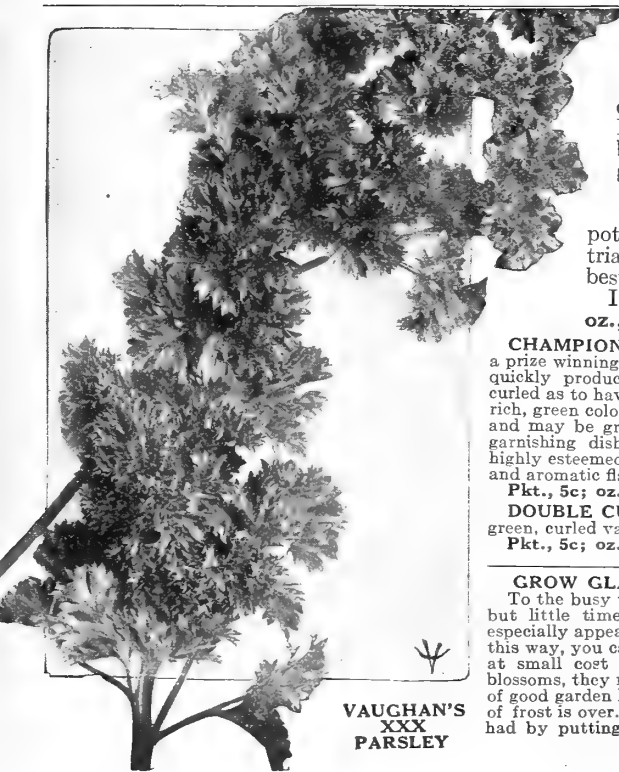 pot
tria
bes
I
oz.,
CHAMPION
a prize winning
quickly produc
curled as to hav
rich, green colo
and may be gr
garnishing dish
highly esteemed
and aromatic fla
Pkt., 5c; oz.
DOUBLE CU
green, curled va
Pkt., 5c; oz.
GROW GLA
To the busy
but little time
especially appea
this way, you ca
at small cost
blossoms, they
of good garden
of frost is over.
had by putting
VAUGHAN'S
XXX
PARSLEY